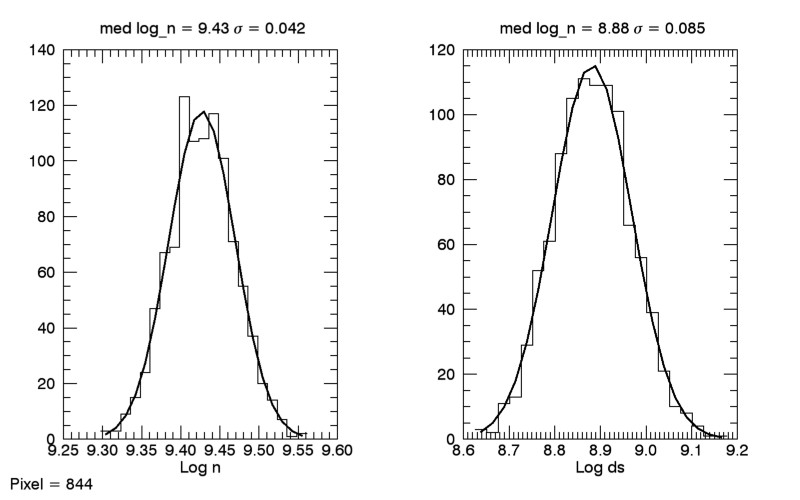 med log_n = 9.43 σ = 0.042
140
120
100
80
60
40
20
0
9.25 9.30 9.35 9.40 9.45 9.50 9.55 9.60
Log n
med log_n = 8.88 σ = 0.085
120
100
80
60
40
20
0
8.6 8.7 8.8 8.9 9.0 9.1 9.2
Log ds
Pixel = 844